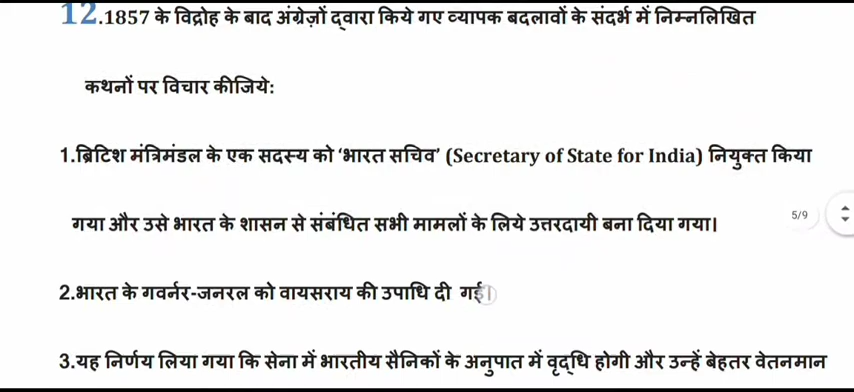 12.1857 के विद्रोह के बाद अंग्रेज़ों द्वारा किये गए व्यापक बदलावों के संदर्भ में निम्नलिखित
कथनों पर विचार कीजिये:
1.ब्रिटिश मंत्रिमंडल के एक सदस्य को ‘भारत सचिव’ (Secretary of State for India) नियुक्त किया
गया और उसे भारत के शासन से संबंधित सभी मामलों के लिये उत्तरदायी बना दिया गया।
5/9
2.भारत के गवर्नर-जनरल को वायसराय की उपाधि दी गई।
3.यह निर्णय लिया गया कि सेना में भारतीय सैनिकों के अनुपात में वृद्धि होगी और उन्हें बेहतर वेतनमान